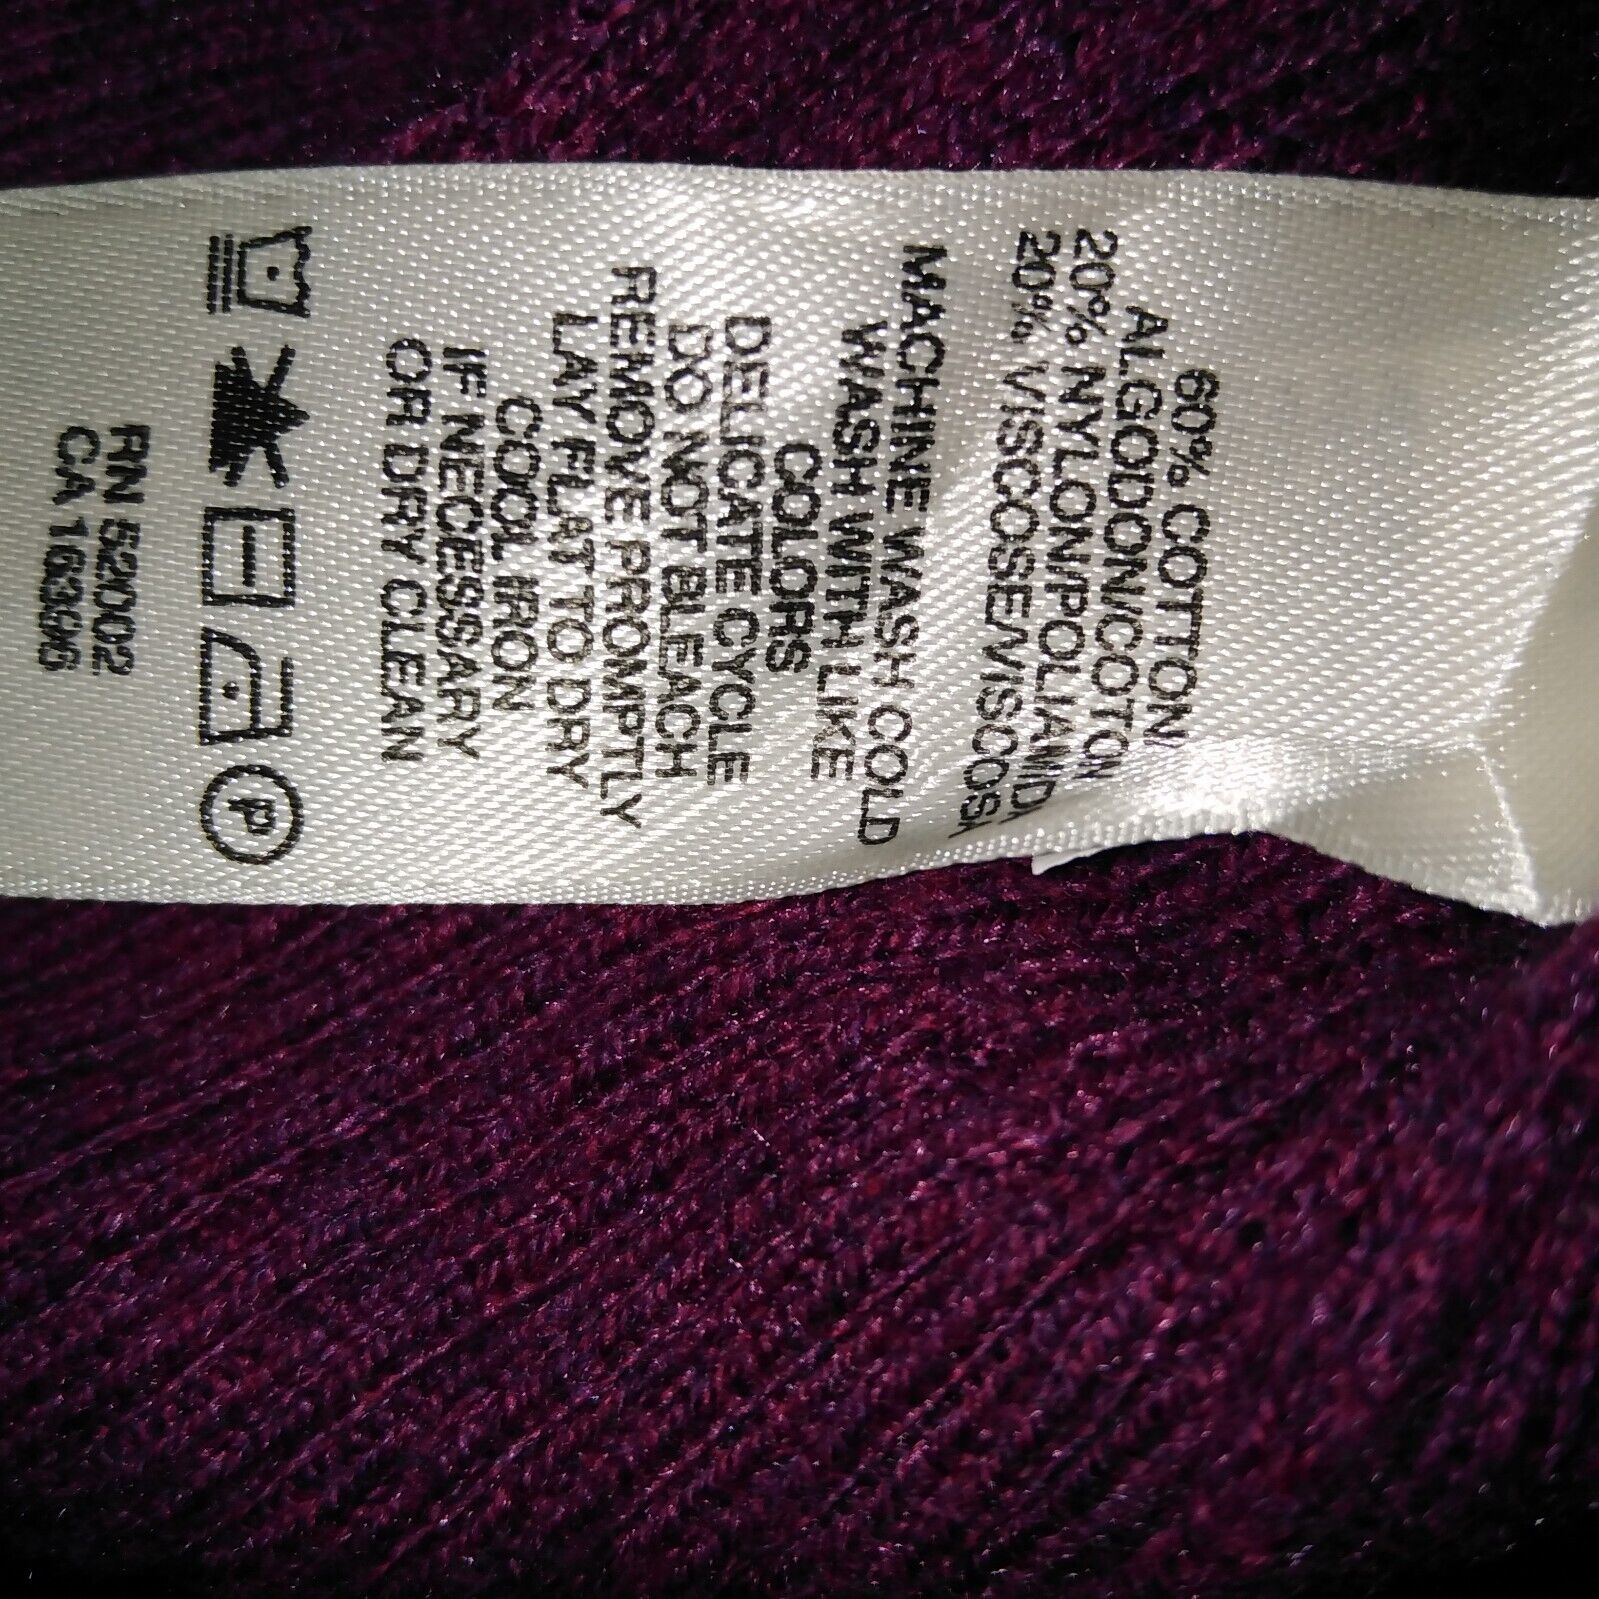 60% COTTON/
ALGODON/COTON
20% NYLON/POLIAMIDA
20% VISCOSE/VISCOSA
MACHINE WASH COLD
WASH WITH LIKE
COLORS
DELICATE CYCLE
DO NOT BLEACH
REMOVE PROMPTLY
LAY FLAT TO DRY
COOL IRON
IF NECESSARY
OR DRY CLEAN
P
RN 52002
CA 16396